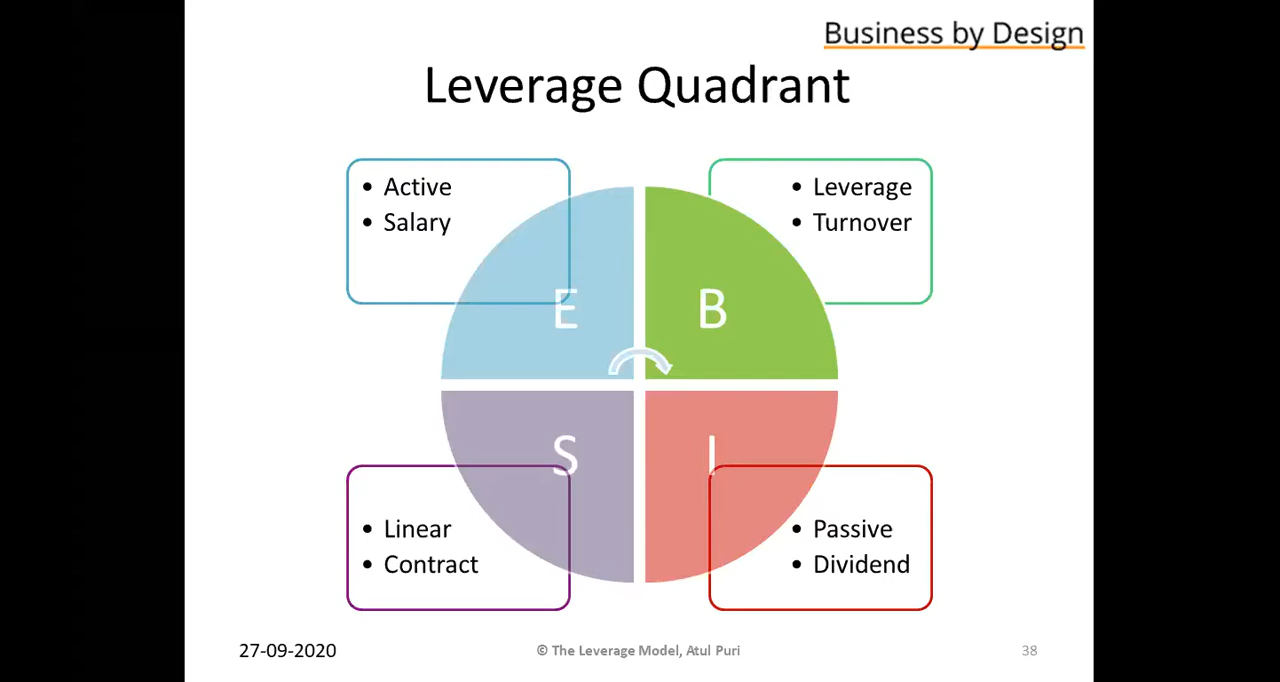 Business by Design
Leverage Quadrant
• Active
• Salary
• Leverage
• Turnover
E
B
S
I
• Linear
• Contract
• Passive
• Dividend
27-09-2020
© The Leverage Model, Atul Puri
38